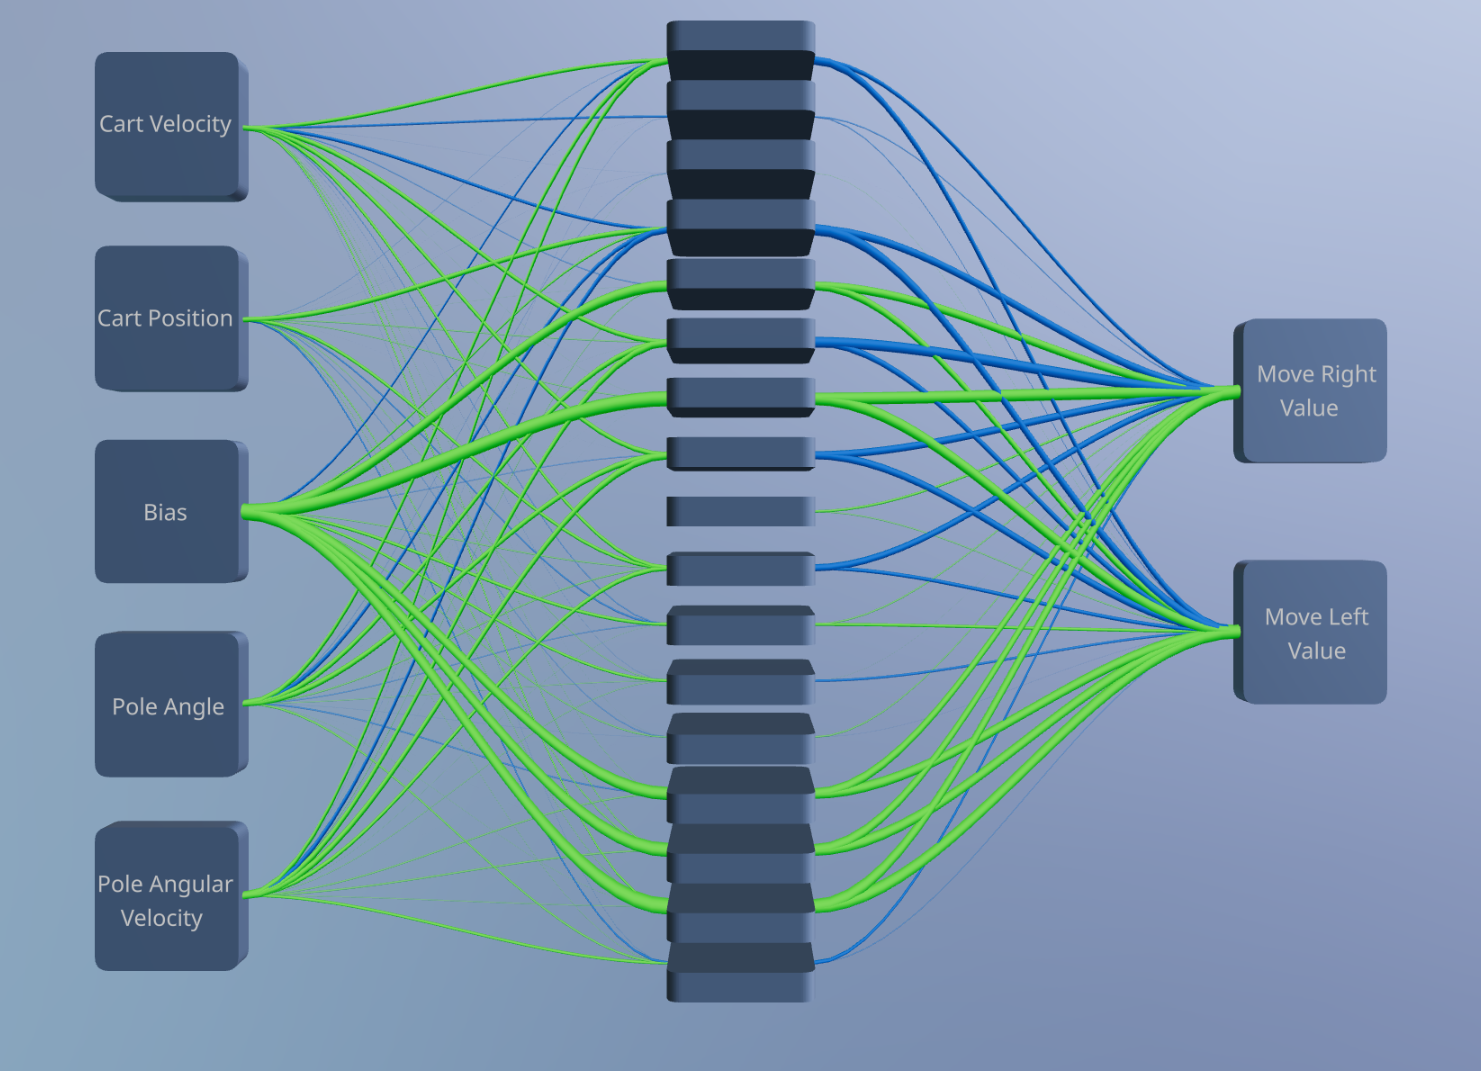 Cart Velocity
Cart Position
Bias
Pole Angle
Pole Angular
Velocity
Move Right
Value
Move Left
Value